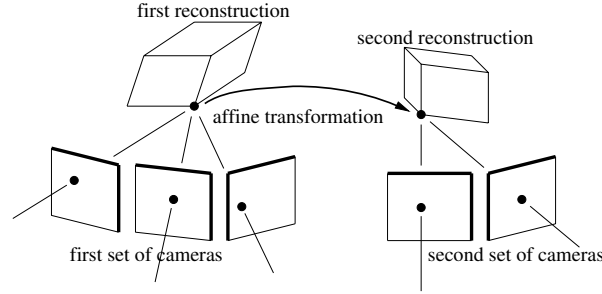 first reconstruction
second reconstruction
affine transformation
first set of cameras
second set of cameras